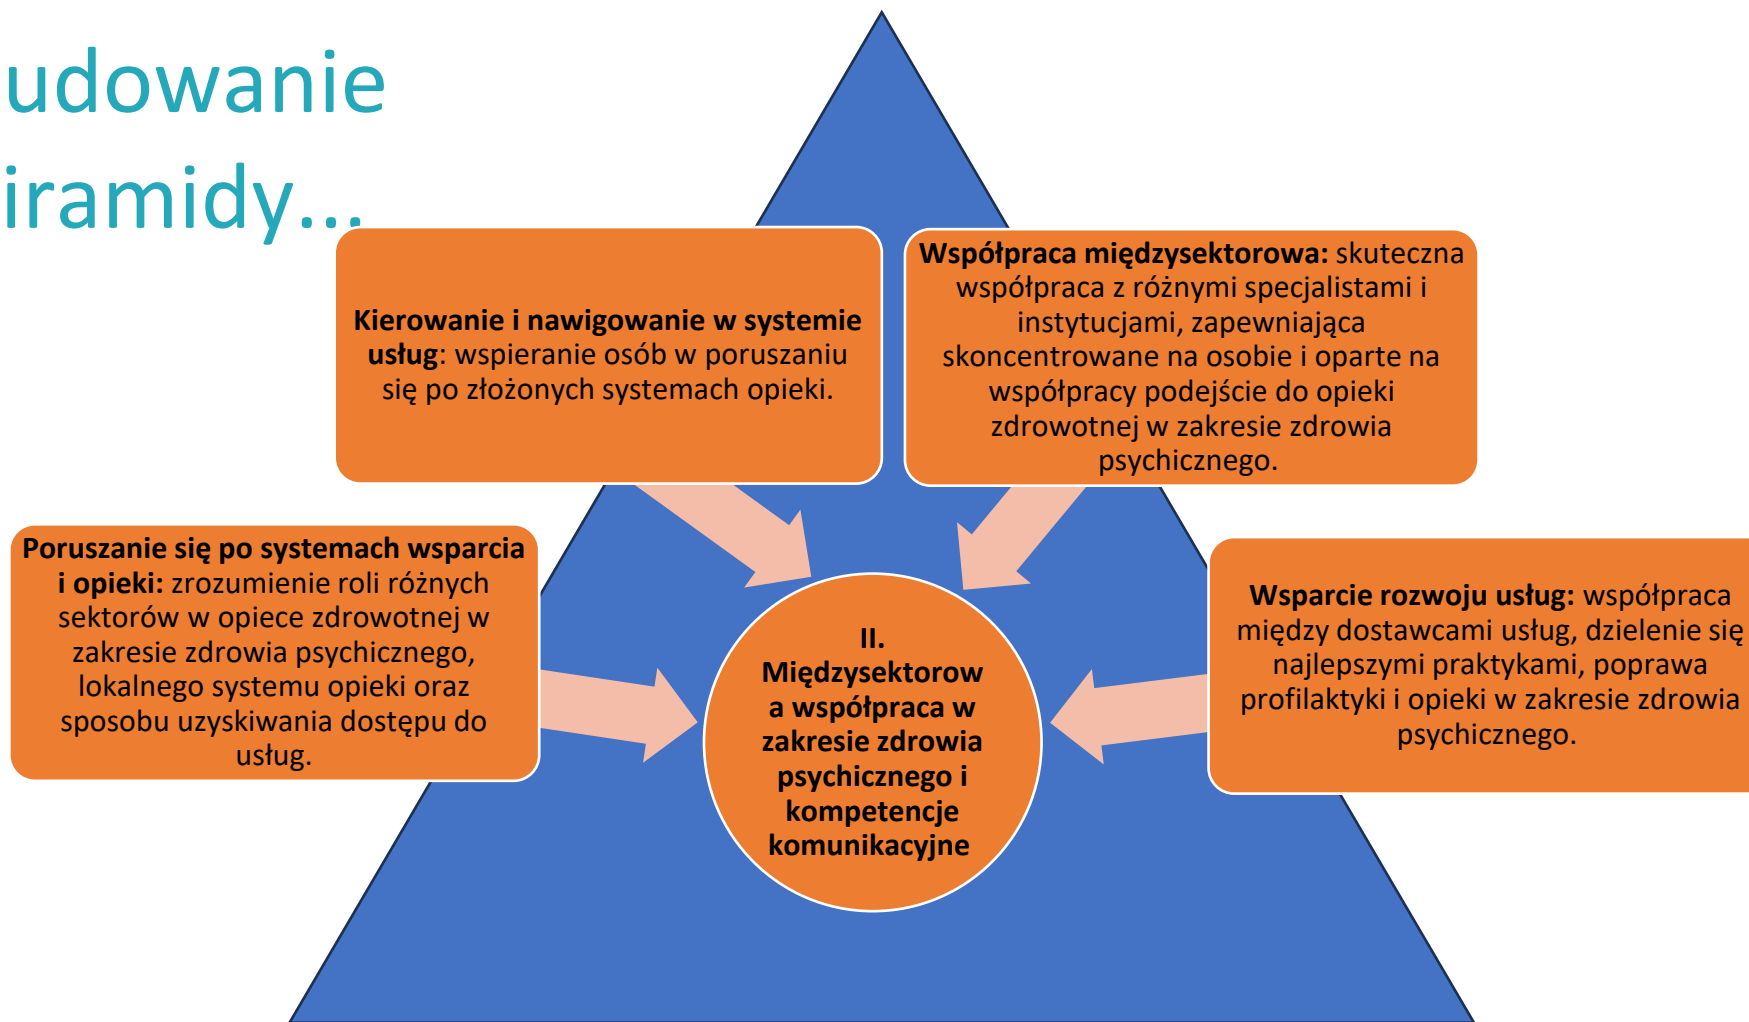 udowanie
iramidy...
Kierowanie i nawigowanie w systemie
usług: wspieranie osób w poruszaniu
się po złożonych systemach opieki.
Współpraca międzysektorowa: skuteczna
współpraca z różnymi specjalistami i
instytucjami, zapewniająca
skoncentrowane na osobie i oparte na
współpracy podejście do opieki
zdrowotnej w zakresie zdrowia
psychicznego.
Poruszanie się po systemach wsparcia
i opieki: zrozumienie roli różnych
sektorów w opiece zdrowotnej w
zakresie zdrowia psychicznego,
lokalnego systemu opieki oraz
sposobu uzyskiwania dostępu do
usług.
II.
Międzysektorow
a współpraca w
zakresie zdrowia
psychicznego i
kompetencje
komunikacyjne
Wsparcie rozwoju usług: współpraca
między dostawcami usług, dzielenie się
najlepszymi praktykami, poprawa
profilaktyki i opieki w zakresie zdrowia
psychicznego.